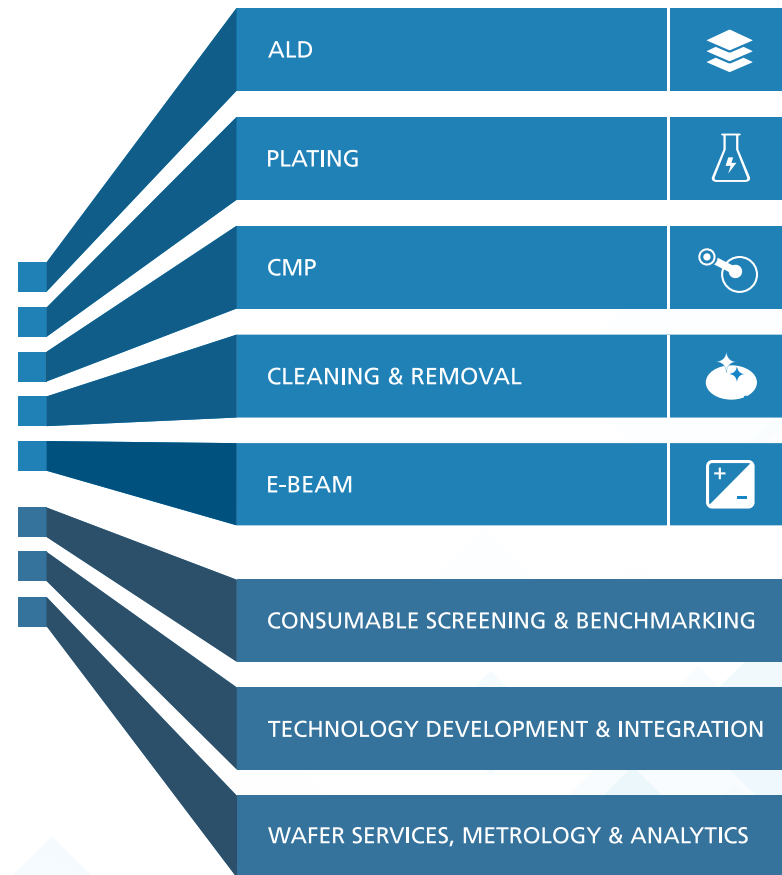 ALD
PLATING
CMP
CLEANING & REMOVAL
E-BEAM
CONSUMABLE SCREENING & BENCHMARKING
TECHNOLOGY DEVELOPMENT & INTEGRATION
WAFER SERVICES, METROLOGY & ANALYTICS